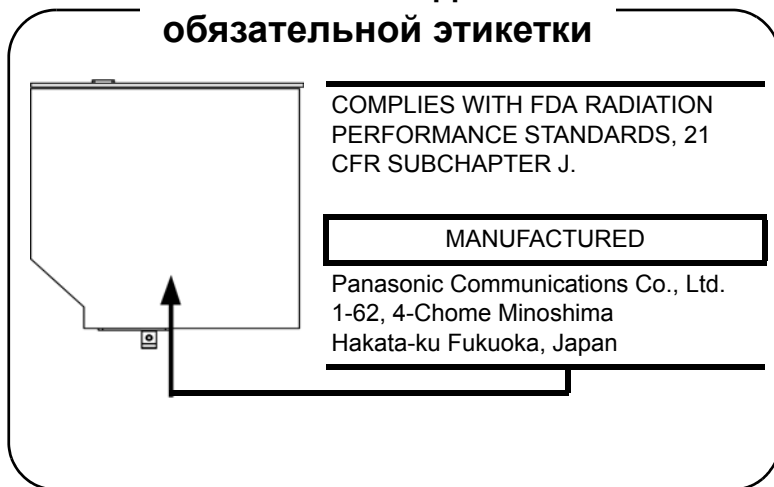 обязательной этикетки
COMPLIES WITH FDA RADIATION
PERFORMANCE STANDARDS, 21
CFR SUBCHAPTER J.
MANUFACTURED
Panasonic Communications Co., Ltd.
1-62, 4-Chome Minoshima
Hakata-ku Fukuoka, Japan